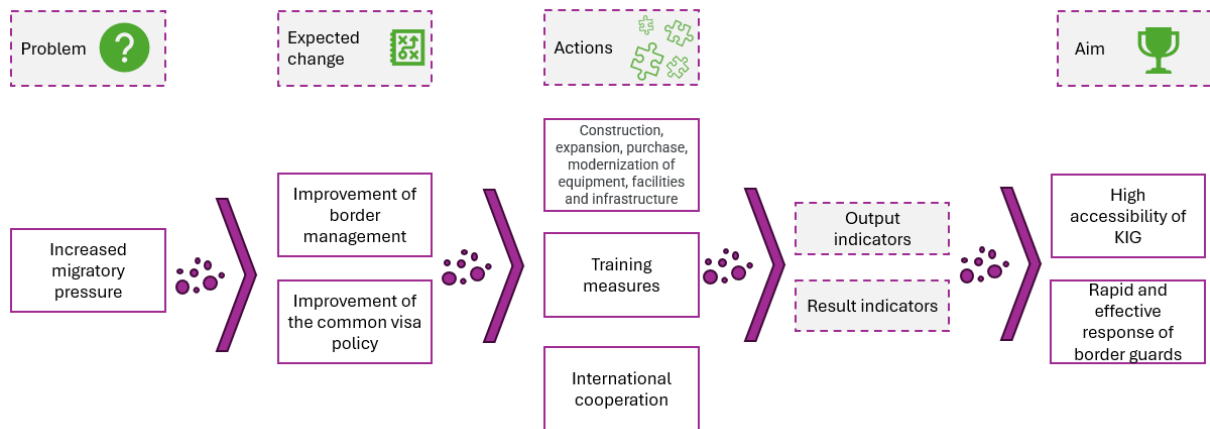 Problem
Expected
change
Actions
Aim
Increased
migratory
pressure
Improvement of
border
management
Improvement of
the common visa
policy
Construction,
expansion, purchase,
modernization of
equipment, facilities
and infrastructure
Training
measures
International
cooperation
Output
indicators
Result indicators
High
accessibility of
KIG
Rapid and
effective
response of
border guards